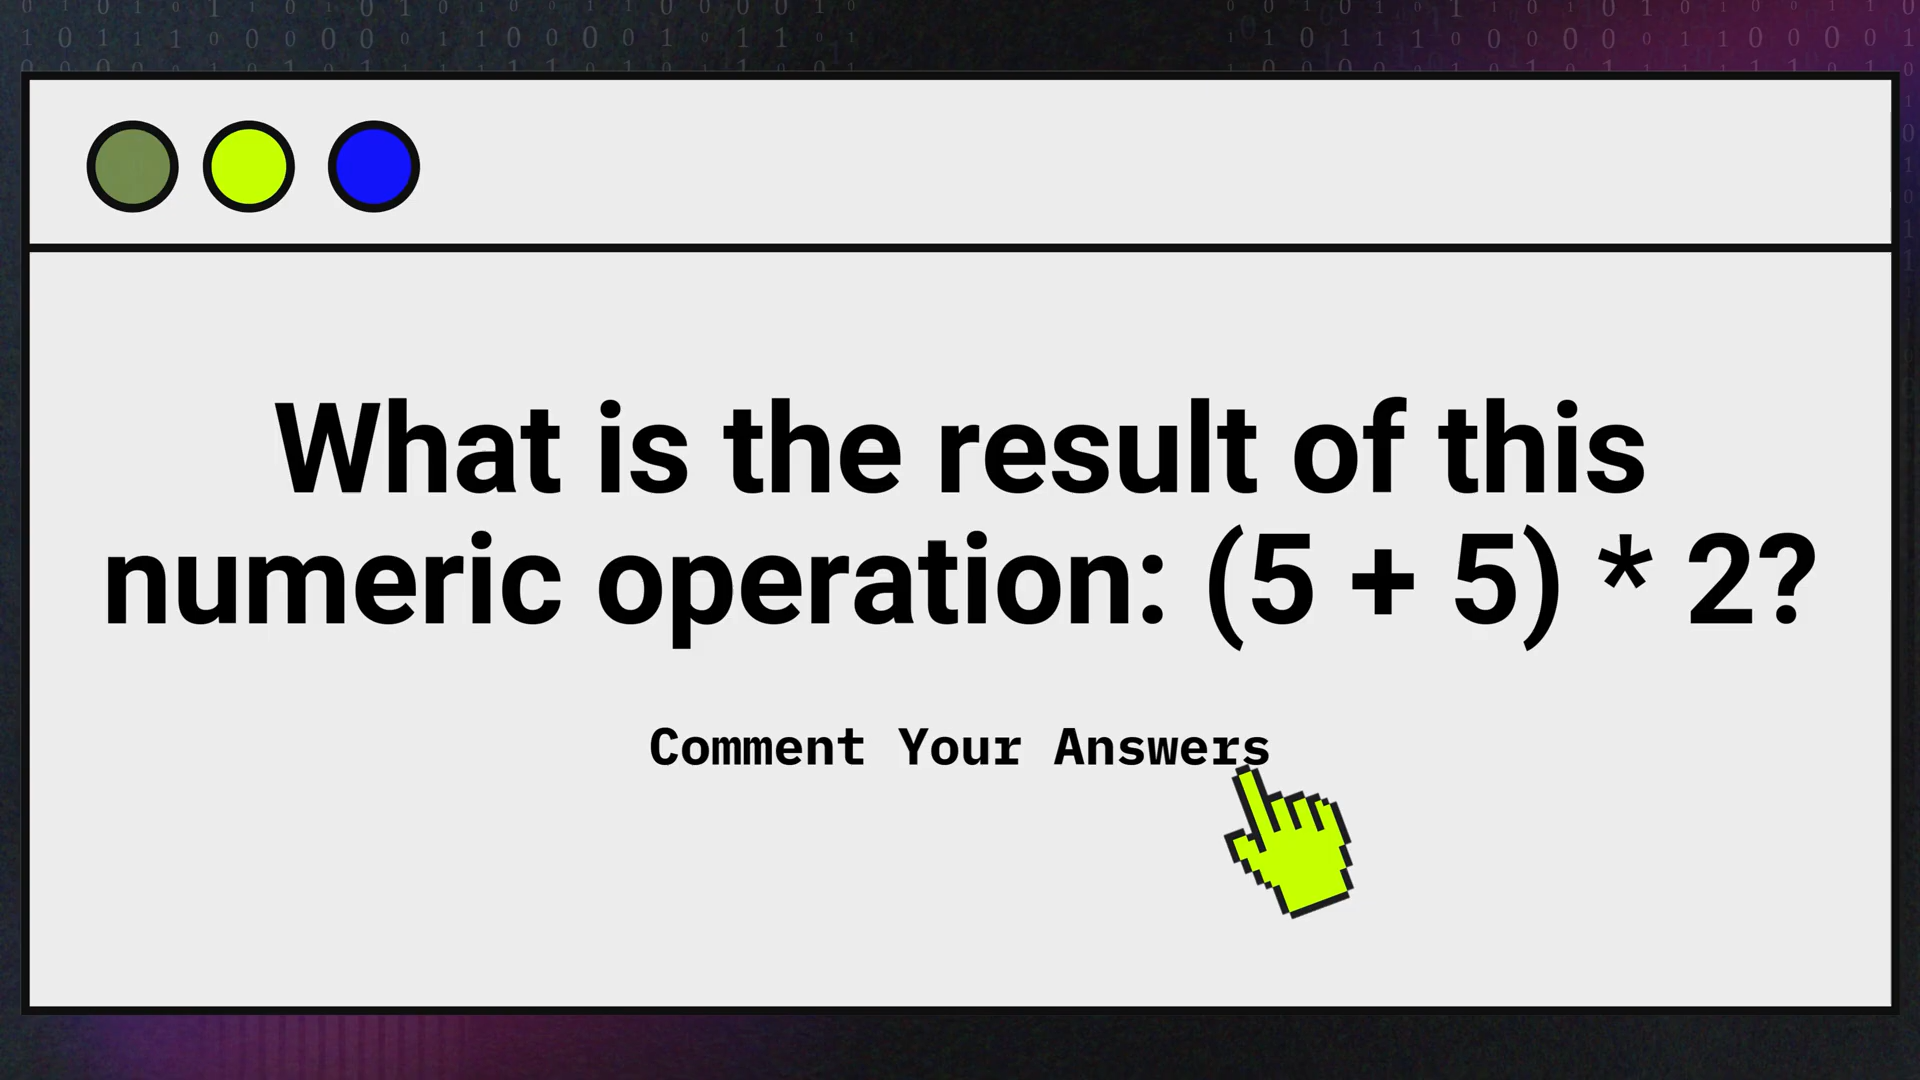 What is the result of this
numeric operation: (5 + 5) * 2?
Comment Your Answers